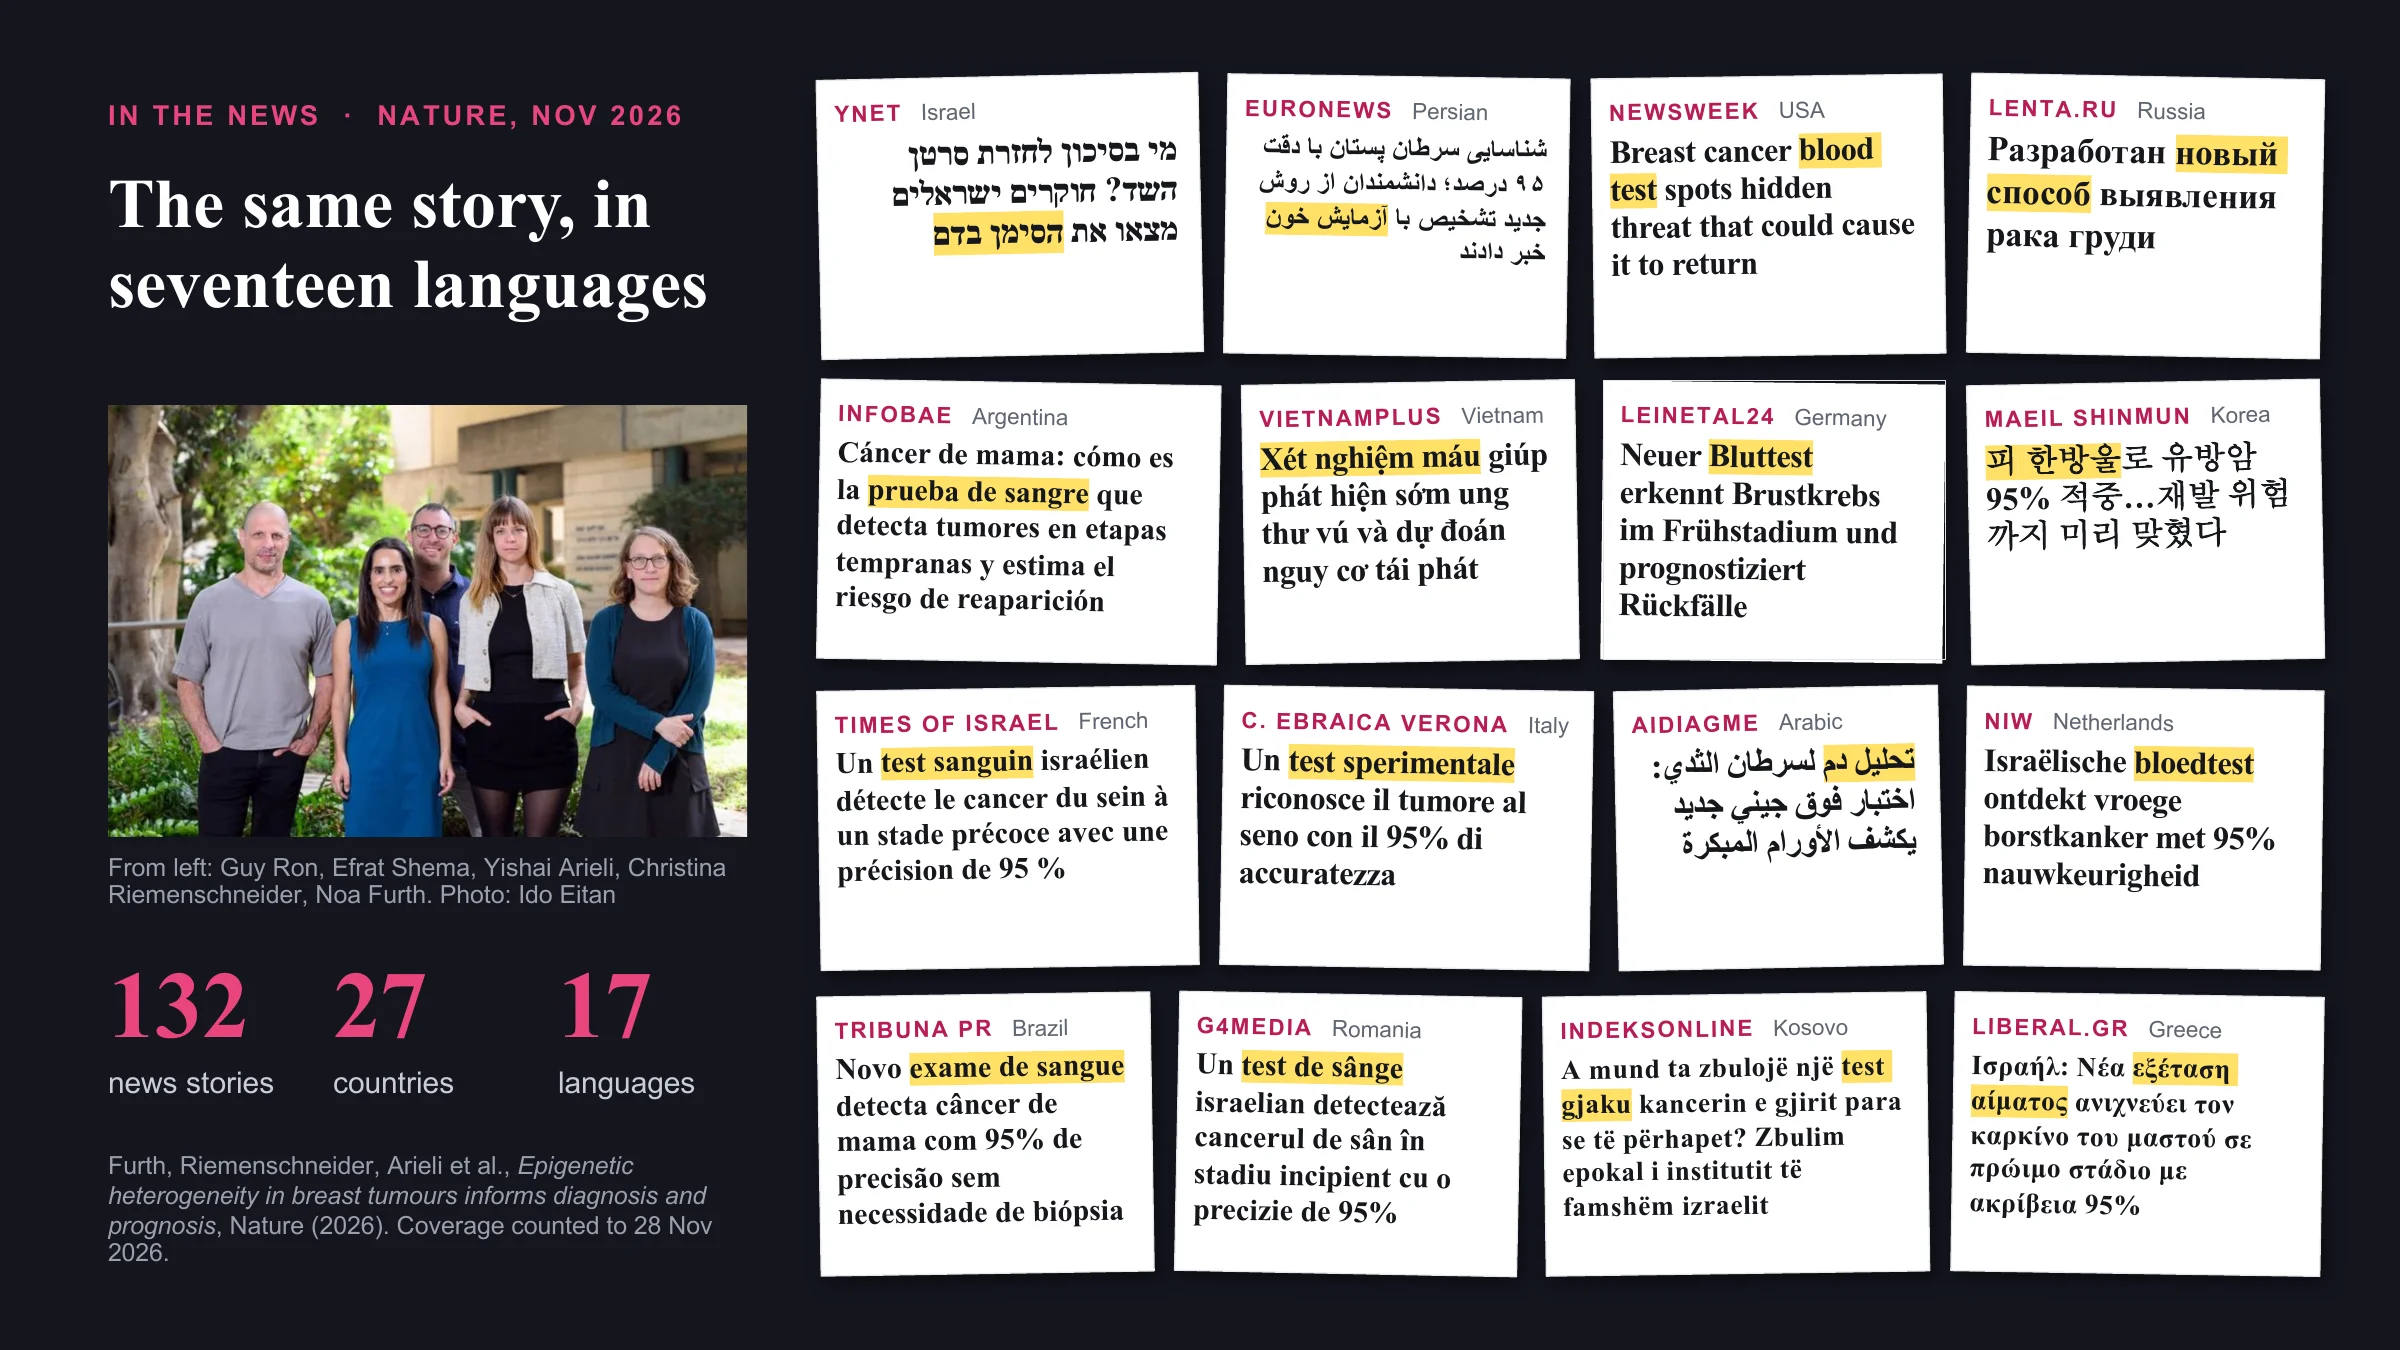 IN THE NEWS · NATURE, NOV 2026
The same story, in
seventeen languages
From left: Guy Ron, Efrat Shema, Yishai Arieli, Christina
Riemenschneider, Noa Furth. Photo: Ido Eitan
132
news stories
27
countries
17
languages
Furth, Riemenschneider, Arieli et al., Epigenetic
heterogeneity in breast tumours informs diagnosis and
prognosis, Nature (2026). Coverage counted to 28 Nov
2026.
YNET Israel
מי בסיכון לחזרת סרטן
השד? חוקרים ישראלים
מצאו את הסימן בדם
EURONEWS Persian
شناسایی سرطان پستان با دقت
۹۵ درصد؛ دانشمندان از روش
جدید تشخیص با آزمایش خون
خبر دادند
NEWSWEEK USA
Breast cancer blood
test spots hidden
threat that could cause
it to return
LENTA.RU Russia
Разработан новый
способ выявления
рака груди
INFOBAE Argentina
Cáncer de mama: cómo es
la prueba de sangre que
detecta tumores en etapas
tempranas y estima el
riesgo de reaparición
VIETNAMPLUS Vietnam
Xét nghiệm máu giúp
phát hiện sớm ung
thư vú và dự đoán
nguy cơ tái phát
LEINETAL24 Germany
Neuer Bluttest
erkennt Brustkrebs
im Frühstadium und
prognostiziert
Rückfälle
MAEIL SHINMUN Korea
피 한방울로 유방암
95% 적중…재발 위험
까지 미리 맞혔다
TIMES OF ISRAEL French
Un test sanguin israélien
détecte le cancer du sein à
un stade précoce avec une
précision de 95 %
C. EBRAICA VERONA Italy
Un test sperimentale
riconosce il tumore al
seno con il 95% di
accuratezza
AIDIAGME Arabic
تحليل دم لسرطان الثدي:
اختبار فوق جيني جديد
يكشف الأورام المبكرة
NIW Netherlands
Israëlische bloedtest
ontdekt vroege
borstkanker met 95%
nauwkeurigheid
TRIBUNA PR Brazil
Novo exame de sangue
detecta câncer de
mama com 95% de
precisão sem
necessidade de biópsia
G4MEDIA Romania
Un test de sânge
israelian detectează
cancerul de sân în
stadiu incipient cu o
precizie de 95%
INDEKSONLINE Kosovo
A mund ta zbulojë një test
gjaku kancerin e gjirit para
se të përhapet? Zbulim
epokal i institutit të
famshëm izraelit
LIBERAL.GR Greece
Ισραήλ: Νέα εξέταση
αίματος ανιχνεύει τον
καρκίνο του μαστού σε
πρώιμο στάδιο με
ακρίβεια 95%